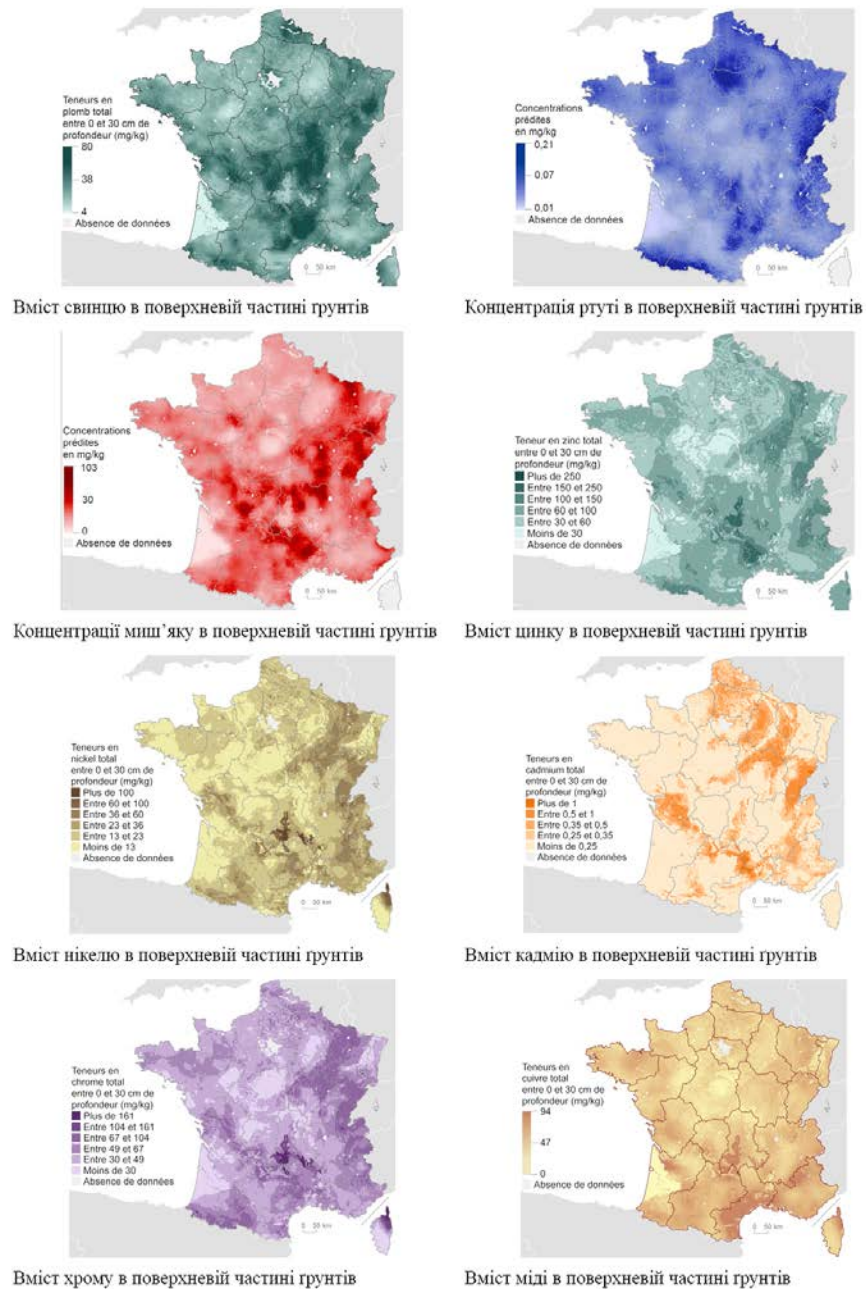 Teneurs en
plomb total
entre 0 et 30 cm de
profondeur (mg/kg)
80
38
4
Absence de données
0 50 km
Вміст свинцю в поверхневій частині ґрунтів
Concentrations
prédites
en mg/kg
0,21
0,07
0,01
Absence de données
0 50 km
Концентрація ртуті в поверхневій частині ґрунтів
Concentrations
prédites
en mg/kg
103
30
0
Absence de données
0 50 km
Концентрації миш’яку в поверхневій частині ґрунтів
Teneur en zinc total
entre 0 et 30 cm de
profondeur (mg/kg)
Plus de 250
Entre 150 et 250
Entre 100 et 150
Entre 60 et 100
Entre 30 et 60
Moins de 30
Absence de données
0 50 km
Вміст цинку в поверхневій частині ґрунтів
Teneurs en
nickel total
entre 0 et 30 cm de
profondeur (mg/kg)
Plus de 100
Entre 60 et 100
Entre 36 et 60
Entre 23 et 36
Entre 13 et 23
Moins de 13
Absence de données
0 50 km
Вміст нікелю в поверхневій частині ґрунтів
Teneurs en
cadmium total
entre 0 et 30 cm de
profondeur (mg/kg)
Plus de 1
Entre 0,5 et 1
Entre 0,35 et 0,5
Entre 0,25 et 0,35
Moins de 0,25
Absence de données
0 50 km
Вміст кадмію в поверхневій частині ґрунтів
Teneurs en
chrome total
entre 0 et 30 cm de
profondeur (mg/kg)
Plus de 161
Entre 104 et 161
Entre 67 et 104
Entre 49 et 67
Entre 30 et 49
Moins de 30
Absence de données
0 50 km
Вміст хрому в поверхневій частині ґрунтів
Teneurs en
cuivre total
entre 0 et 30 cm de
profondeur (mg/kg)
94
47
0
Absence de données
0 50 km
Вміст міді в поверхневій частині ґрунтів